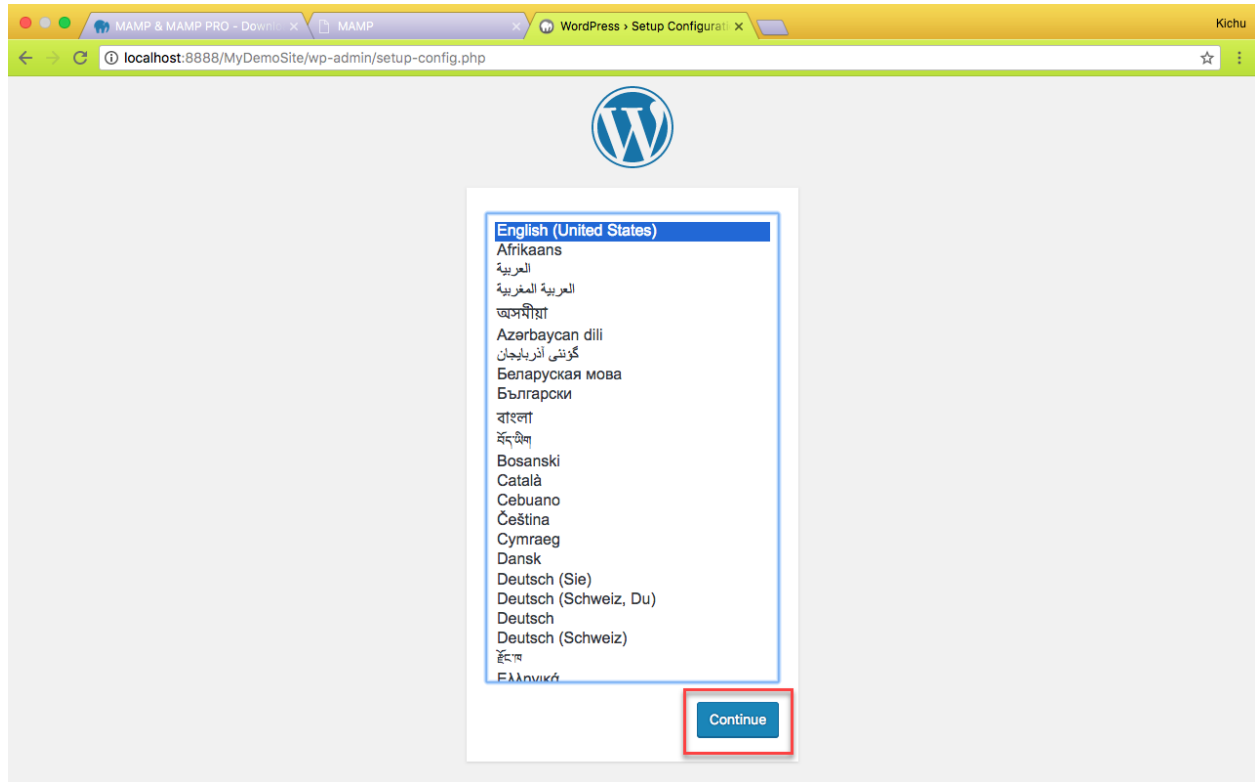 MAMP & MAMP PRO - Downlo
MAMP
WordPress › Setup Configurati
Kichu
localhost:8888/MyDemoSite/wp-admin/setup-config.php
English (United States)
Afrikaans
العربية
العربية المغربية
অসমীয়া
Azərbaycan dili
گؤنئی آذربایجان
Беларуская мова
Български
বাংলা
བོད་ཡིག
Bosanski
Català
Cebuano
Čeština
Cymraeg
Dansk
Deutsch (Sie)
Deutsch (Schweiz, Du)
Deutsch
Deutsch (Schweiz)
རྫོང་ཁ
Ελληνικά
Continue